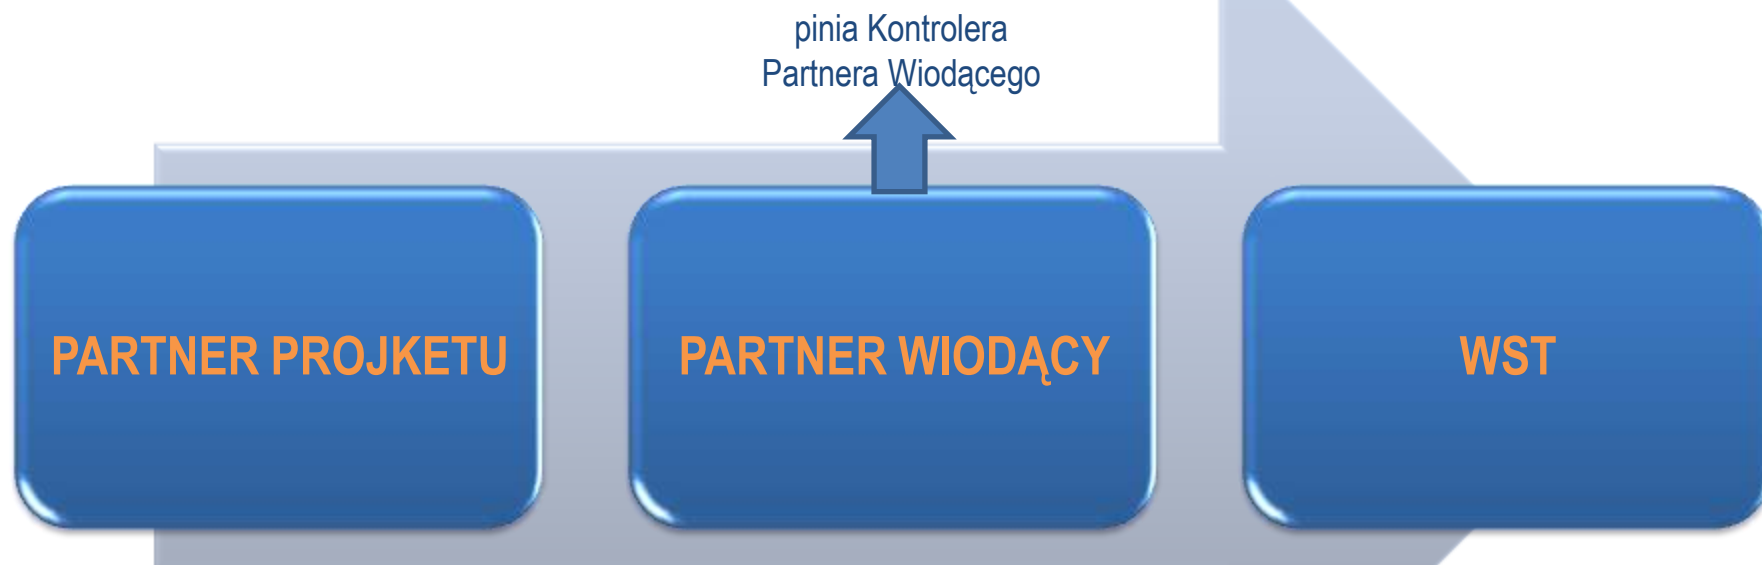 pinia Kontrolera
Partnera Wiodącego
PARTNER PROJKETU
PARTNER WIODĄCY
WST